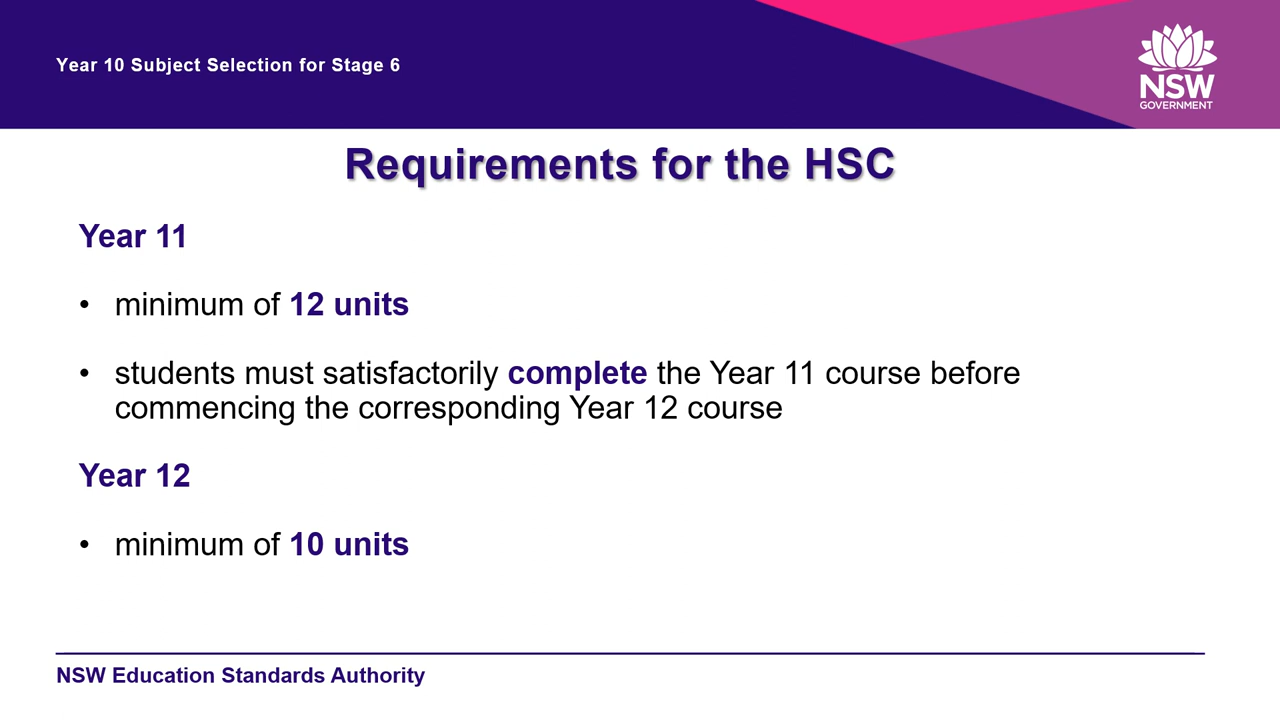 Year 10 Subject Selection for Stage 6
NSW
GOVERNMENT
Requirements for the HSC
Year 11
• minimum of 12 units
• students must satisfactorily complete the Year 11 course before
commencing the corresponding Year 12 course
Year 12
• minimum of 10 units
NSW Education Standards Authority